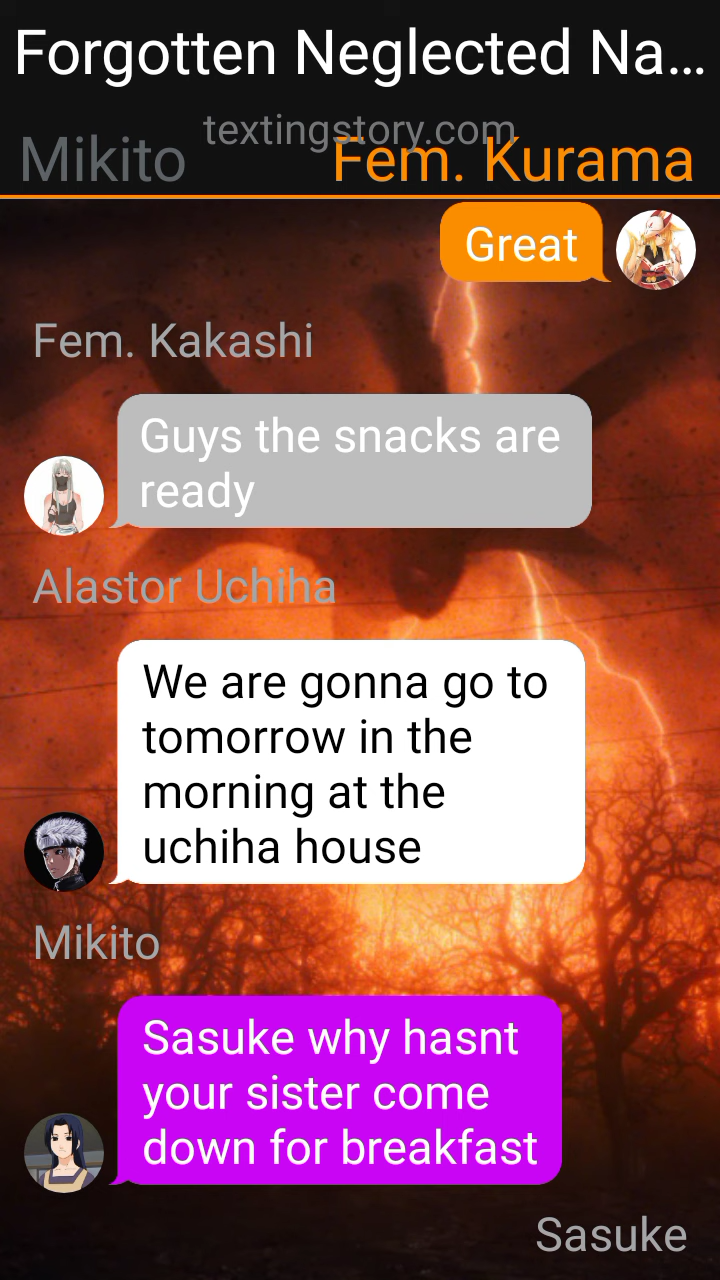 Forgotten Neglected Na...
textingstory.com
Mikito
Fem. Kurama
Great
Fem. Kakashi
Guys the snacks are
ready
Alastor Uchiha
We are gonna go to
tomorrow in the
morning at the
uchiha house
Mikito
Sasuke why hasnt
your sister come
down for breakfast
Sasuke